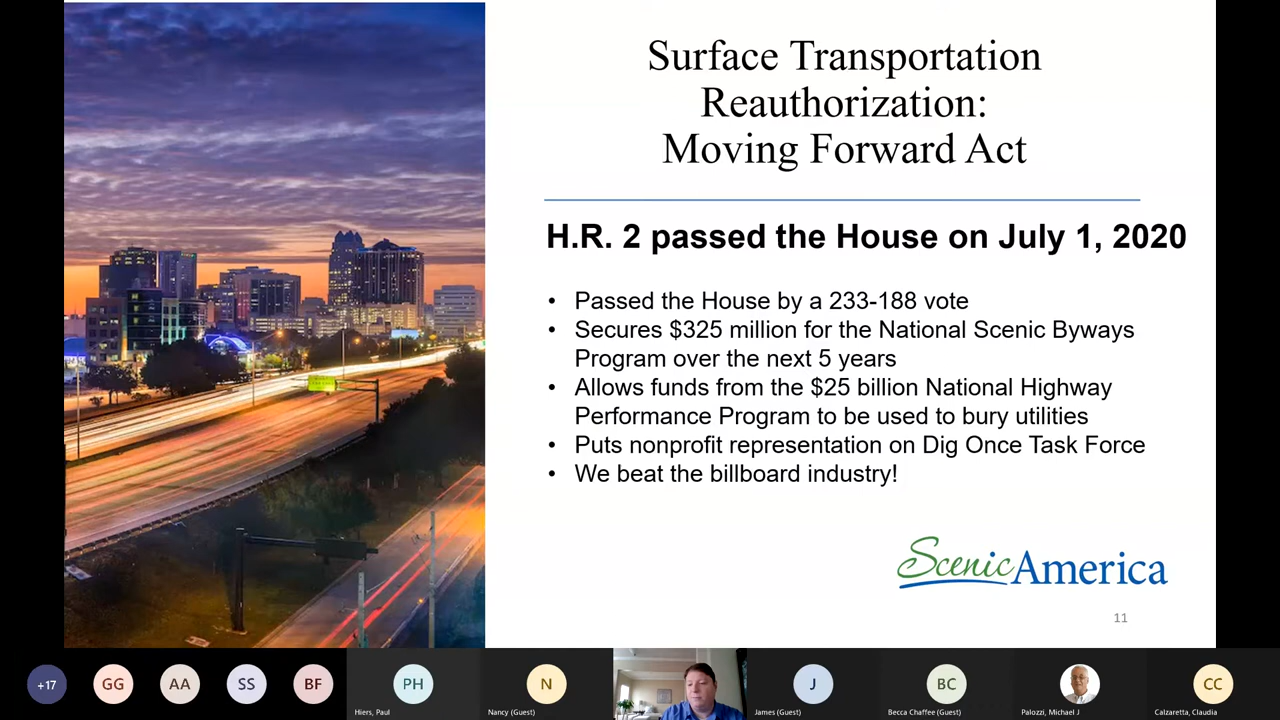 Surface Transportation
Reauthorization:
Moving Forward Act
H.R. 2 passed the House on July 1, 2020
• Passed the House by a 233-188 vote
• Secures $325 million for the National Scenic Byways
Program over the next 5 years
• Allows funds from the $25 billion National Highway
Performance Program to be used to bury utilities
• Puts nonprofit representation on Dig Once Task Force
• We beat the billboard industry!
Scenic America
11
+17
GG
AA
SS
BF
PH
N
J
BC
CC
Hiers, Paul
Nancy (Guest)
James (Guest)
Becca Chaffee (Guest)
Palozzi, Michael J
Calzaretta, Claudia